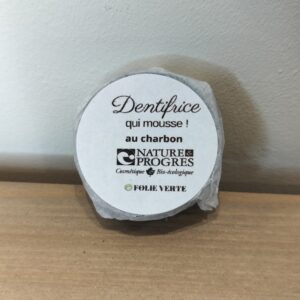 Dentifrice
qui mousse !
au charbon
NATURE &
PROGRES
Cosmétique Bio-écologique
FOLIE VERTE